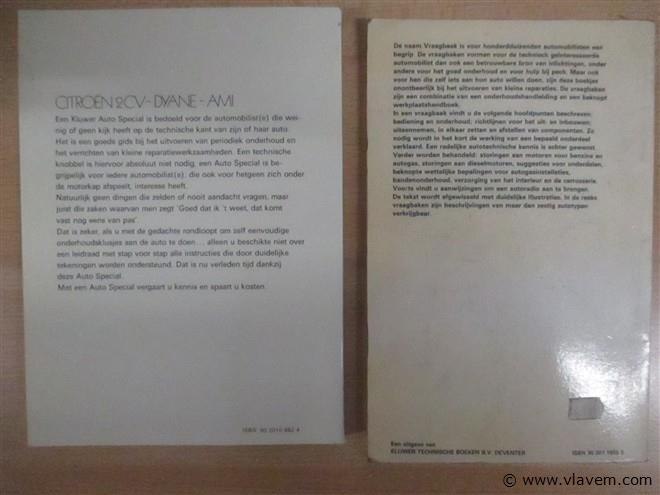 CITROËN 2CV - DYANE - AMI
Een Kluwer Auto Special is bedoeld voor de automobilist(e) die wei-
nig of geen kijk heeft op de technische kant van zijn of haar auto.
Het is een goede gids bij het uitvoeren van periodiek onderhoud en
het verrichten van kleine reparatiewerkzaamheden. Een technische
knobbel is hiervoor absoluut niet nodig, een Auto Special is be-
grijpelijk voor iedere automobilist(e), die ook voor hetgeen zich onder
de motorkap afspeelt, interesse heeft.
Natuurlijk geen dingen die zelden of nooit aandacht vragen, maar
juist die zaken waarvan men zegt 'Goed dat ik 't weet, dat komt
vast nog eens van pas'.
Dat is zeker, als u met de gedachte rondloopt om zelf eenvoudige
onderhoudsklusjes aan de auto te doen... alleen u beschikte niet over
een leidraad met stap voor stap alle instructies die door duidelijke
tekeningen worden ondersteund. Dat is nu verleden tijd dankzij
deze Auto Special.
Met een Auto Special vergaart u kennis en spaart u kosten.
ISBN 90 2010 882 4
De naam Vraagbaak is voor honderdduizenden automobilisten een
begrip. De vraagbaken vormen voor de technisch geïnteresseerde
automobilist dan ook een betrouwbare bron van inlichtingen, onder
andere voor het goed onderhoud en voor hulp bij pech. Maar ook
voor hen die zelf iets aan hun auto willen doen, zijn deze boekjes
onontbeerlijk bij het uitvoeren van kleine reparaties. De vraagbaken
zijn een combinatie van een onderhoudshandleiding en een beknopt
werkplaatshandboek.
In een vraagbaak vindt u de volgende hoofdpunten beschreven:
bediening en onderhoud; richtlijnen voor het uit- en inbouwen;
uitnemen, in elkaar zetten en afstellen van componenten. Zo
nodig wordt in het kort de werking van een bepaald onderdeel
verklaard. Een redelijke autotechnische kennis is echter gewenst.
Verder worden behandeld: storingen aan motoren voor benzine en
autogas, storingen aan dieselmotoren, suggesties voor onderdelen,
beknopte wettelijke bepalingen voor autogasinstallaties,
bandenonderhoud, verzorging van het interieur en de carrosserie.
Voorts vindt u aanwijzingen om een autoradio aan te brengen.
De tekst wordt afgewisseld met duidelijke illustraties. In de reeks
vraagbaken zijn beschrijvingen van meer dan zestig autotypen
verkrijgbaar.
Een uitgave van
KLUWER TECHNISCHE BOEKEN B.V. DEVENTER
ISBN 90 201
© www.vlavem.com